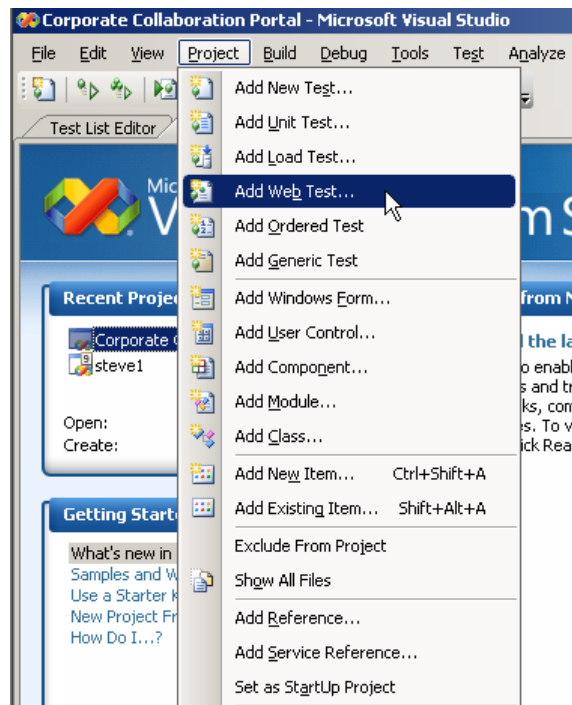 Corporate Collaboration Portal - Microsoft Visual Studio
File Edit View Project Build Debug Tools Test Analyze
Test List Editor
Add New Test...
Add Unit Test...
Add Load Test...
Add Web Test...
Add Ordered Test
Add Generic Test
Add Windows Form...
Add User Control...
Add Component...
Add Module...
Add Class...
Add New Item... Ctrl+Shift+A
Add Existing Item... Shift+Alt+A
Exclude From Project
Show All Files
Add Reference...
Add Service Reference...
Set as StartUp Project
Mic
V
m S
Recent Proje
Corporate C
steve1
Open:
Create:
Getting Starte
What's new in
Samples and W
Use a Starter K
New Project Fr
How Do I...?
from M
the la
o enabl
s and tr
ks, com
es. To v
ick Rea